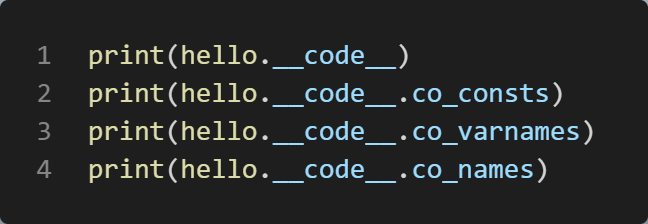 1 print(hello.__code__)
2 print(hello.__code__.co_consts)
3 print(hello.__code__.co_varnames)
4 print(hello.__code__.co_names)